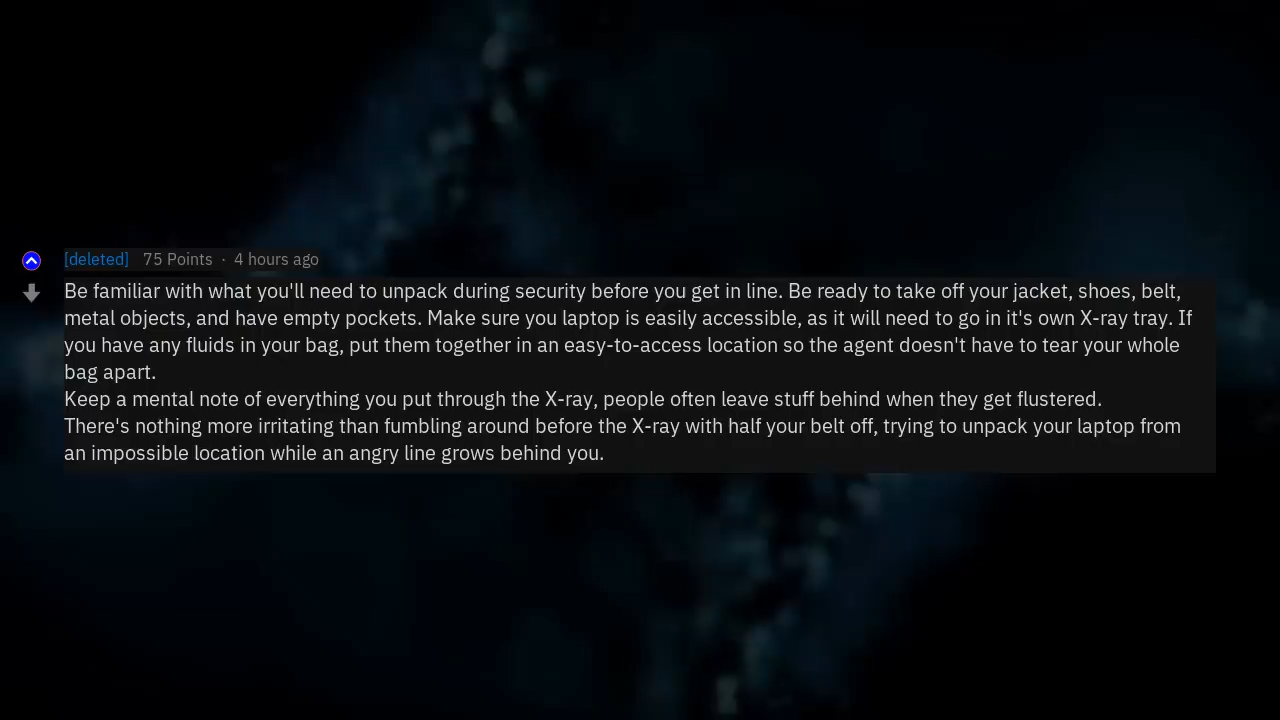 [deleted] 75 Points · 4 hours ago
Be familiar with what you'll need to unpack during security before you get in line. Be ready to take off your jacket, shoes, belt,
metal objects, and have empty pockets. Make sure you laptop is easily accessible, as it will need to go in it's own X-ray tray. If
you have any fluids in your bag, put them together in an easy-to-access location so the agent doesn't have to tear your whole
bag apart.
Keep a mental note of everything you put through the X-ray, people often leave stuff behind when they get flustered.
There's nothing more irritating than fumbling around before the X-ray with half your belt off, trying to unpack your laptop from
an impossible location while an angry line grows behind you.